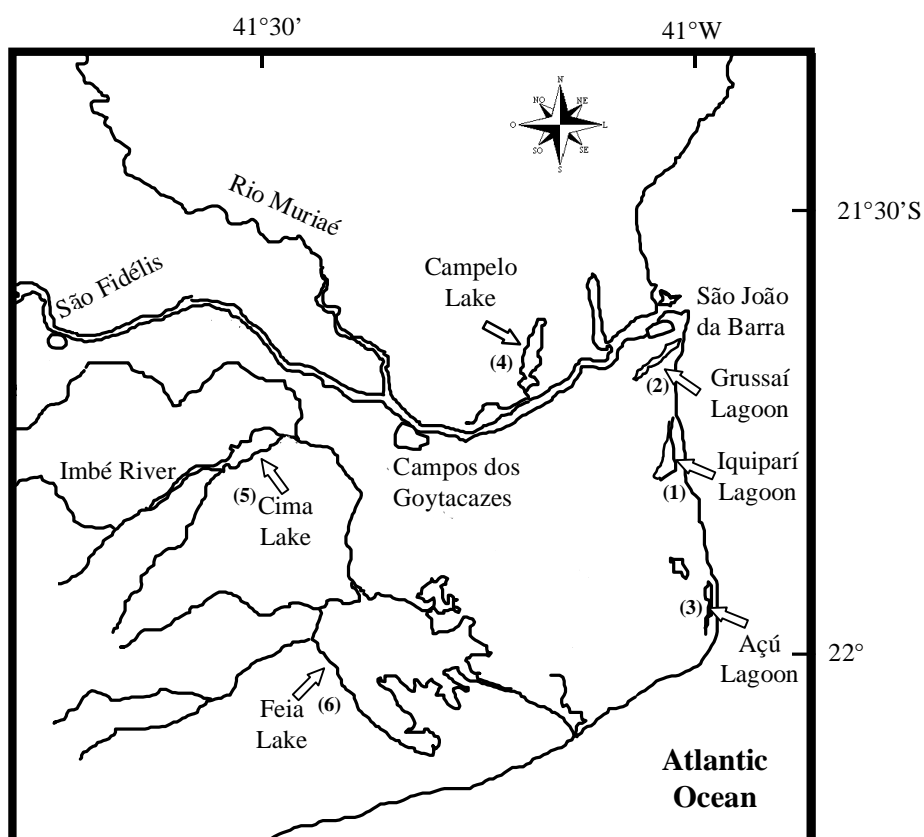 41°30'
41°W
N
NO
NE
O
L
SO
SE
S
21°30'S
Rio Muriaé
São Fidélis
Campelo
Lake
(4)
São João
da Barra
(2)
Grussaí
Lagoon
Campos dos
Goytacazes
Iquiparí
Lagoon
(1)
Imbé River
(5)
Cima
Lake
(3)
Açú
Lagoon
22°
Feia
Lake
(6)
Atlantic
Ocean